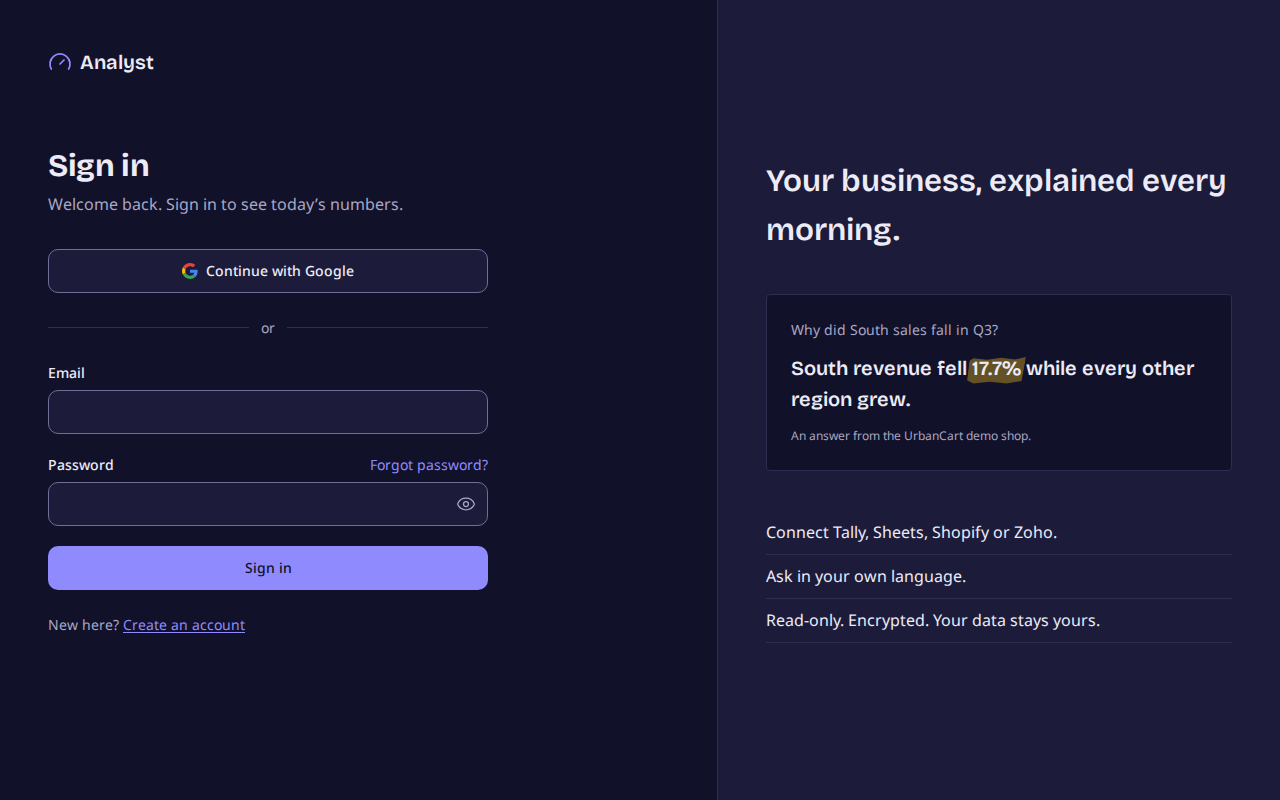 Analyst
Sign in
Welcome back. Sign in to see today’s numbers.
Continue with Google
or
Email
Password
Forgot password?
Sign in
New here? Create an account
Your business, explained every
morning.
Why did South sales fall in Q3?
South revenue fell 17.7% while every other
region grew.
An answer from the UrbanCart demo shop.
Connect Tally, Sheets, Shopify or Zoho.
Ask in your own language.
Read-only. Encrypted. Your data stays yours.